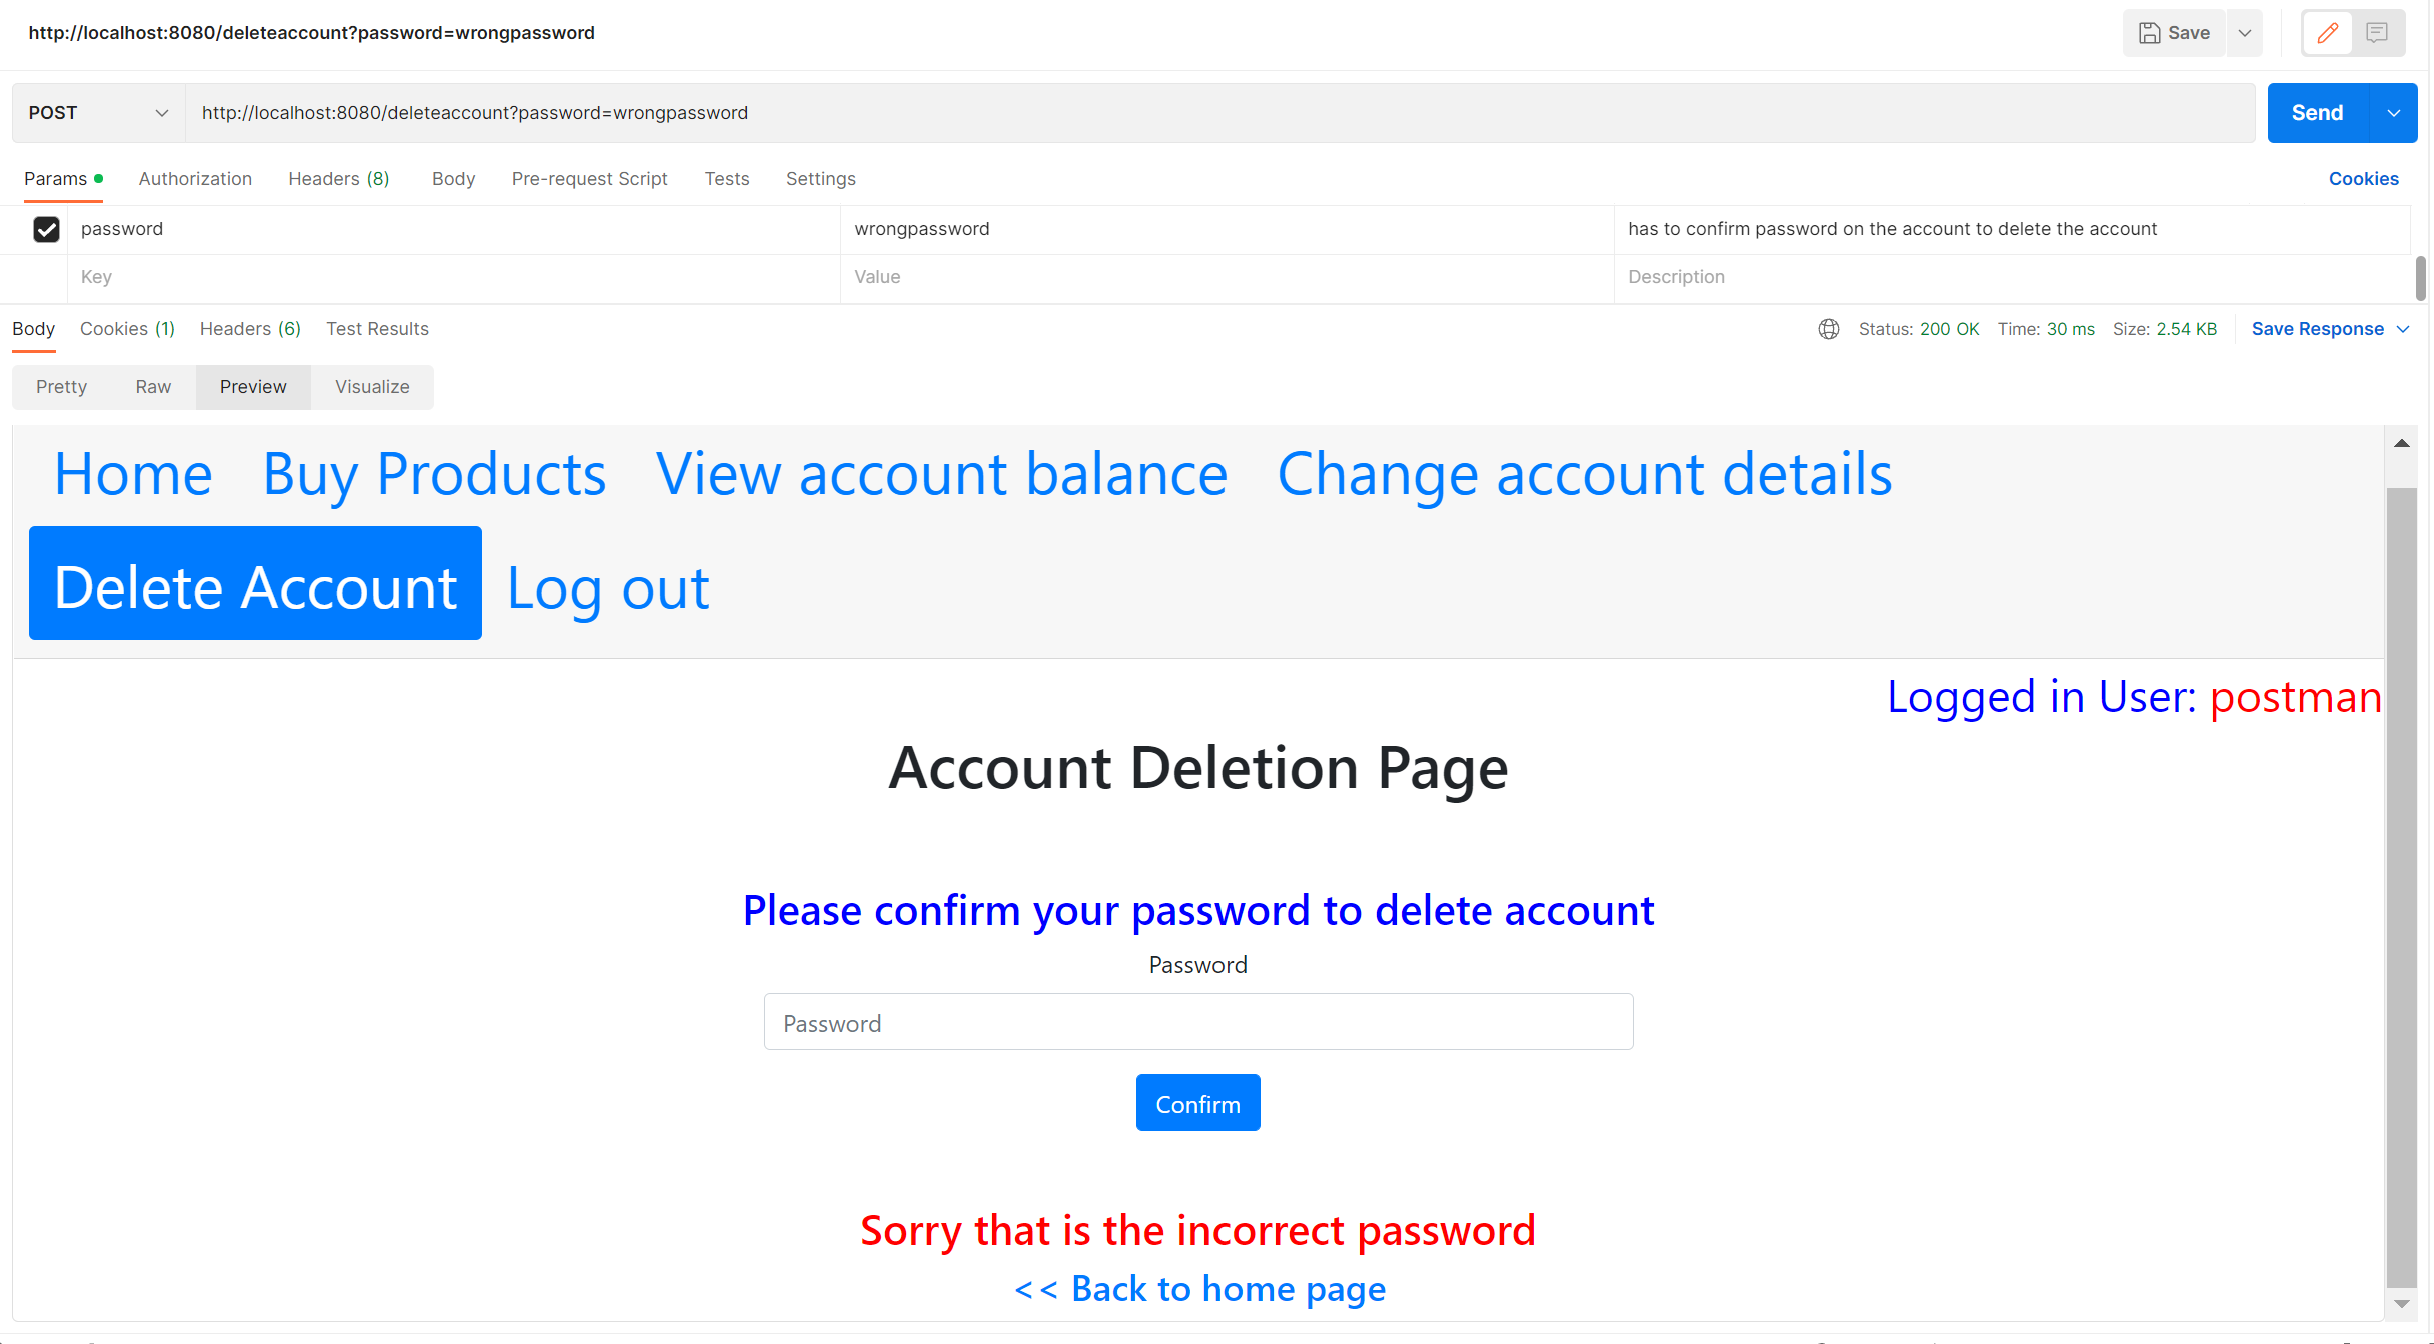 http://localhost:8080/deleteaccount?password=wrongpassword
Save
POST
http://localhost:8080/deleteaccount?password=wrongpassword
Send
Params Authorization Headers (8) Body Pre-request Script Tests Settings Cookies
password wrongpassword has to confirm password on the account to delete the account
Key Value Description
Body Cookies (1) Headers (6) Test Results Status: 200 OK Time: 30 ms Size: 2.54 KB Save Response
Pretty Raw Preview Visualize
Home Buy Products View account balance Change account details
Delete Account Log out
Logged in User: postman
Account Deletion Page
Please confirm your password to delete account
Password
Password
Confirm
Sorry that is the incorrect password
<< Back to home page